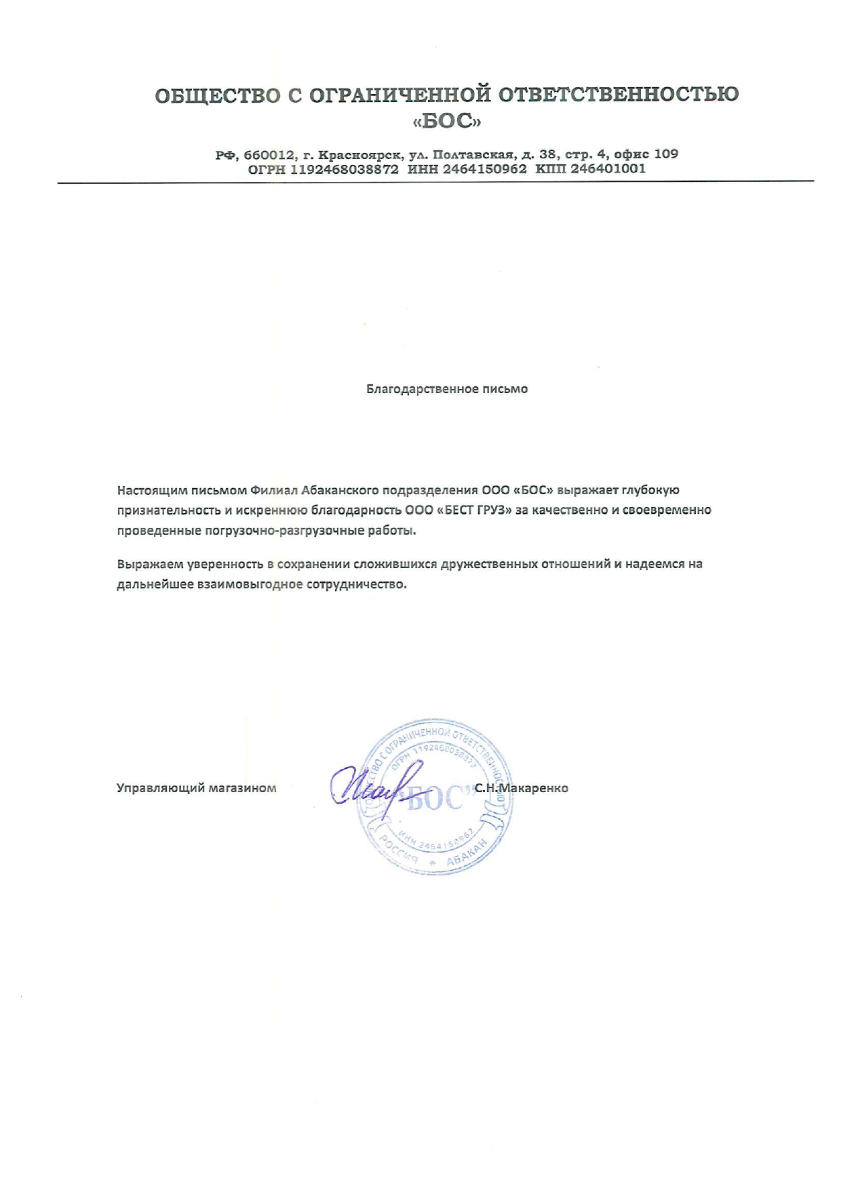 ОБЩЕСТВО С ОГРАНИЧЕННОЙ ОТВЕТСТВЕННОСТЬЮ
«БОС»
РФ, 660012, г. Красноярск, ул. Полтавская, д. 38, стр. 4, офис 109
ОГРН 1192468038872 ИНН 2464150962 КПП 246401001
Благодарственное письмо
Настоящим письмом Филиал Абаканского подразделения ООО «БОС» выражает глубокую
признательность и искреннюю благодарность ООО «БЕСТ ГРУЗ» за качественно и своевременно
проведенные погрузочно-разгрузочные работы.
Выражаем уверенность в сохранении сложившихся дружественных отношений и надеемся на
дальнейшее взаимовыгодное сотрудничество.
Управляющий магазином
С.Н.Макаренко
ОБЩЕСТВО С ОГРАНИЧЕННОЙ ОТВЕТСТВЕННОСТЬЮ
ОГРН 1192468038872
"БОС"
ИНН 2464150962
РОССИЯ * АБАКАН